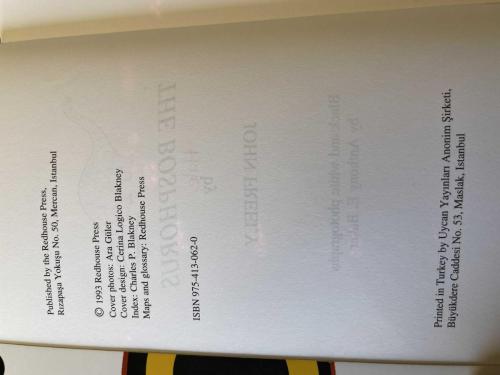 Published by the Redhouse Press,
Rızapaşa Yokuşu No. 50, Mercan, Istanbul
© 1993 Redhouse Press
Cover photos: Ara Güler
Cover design: Cerina Logico Blakney
Index: Charles P. Blakney
Maps and glossary: Redhouse Press
ISBN 975-413-062-0
Printed in Turkey by Uycan Yayınları Anonim Şirketi,
Büyükdere Caddesi No. 53, Maslak, Istanbul